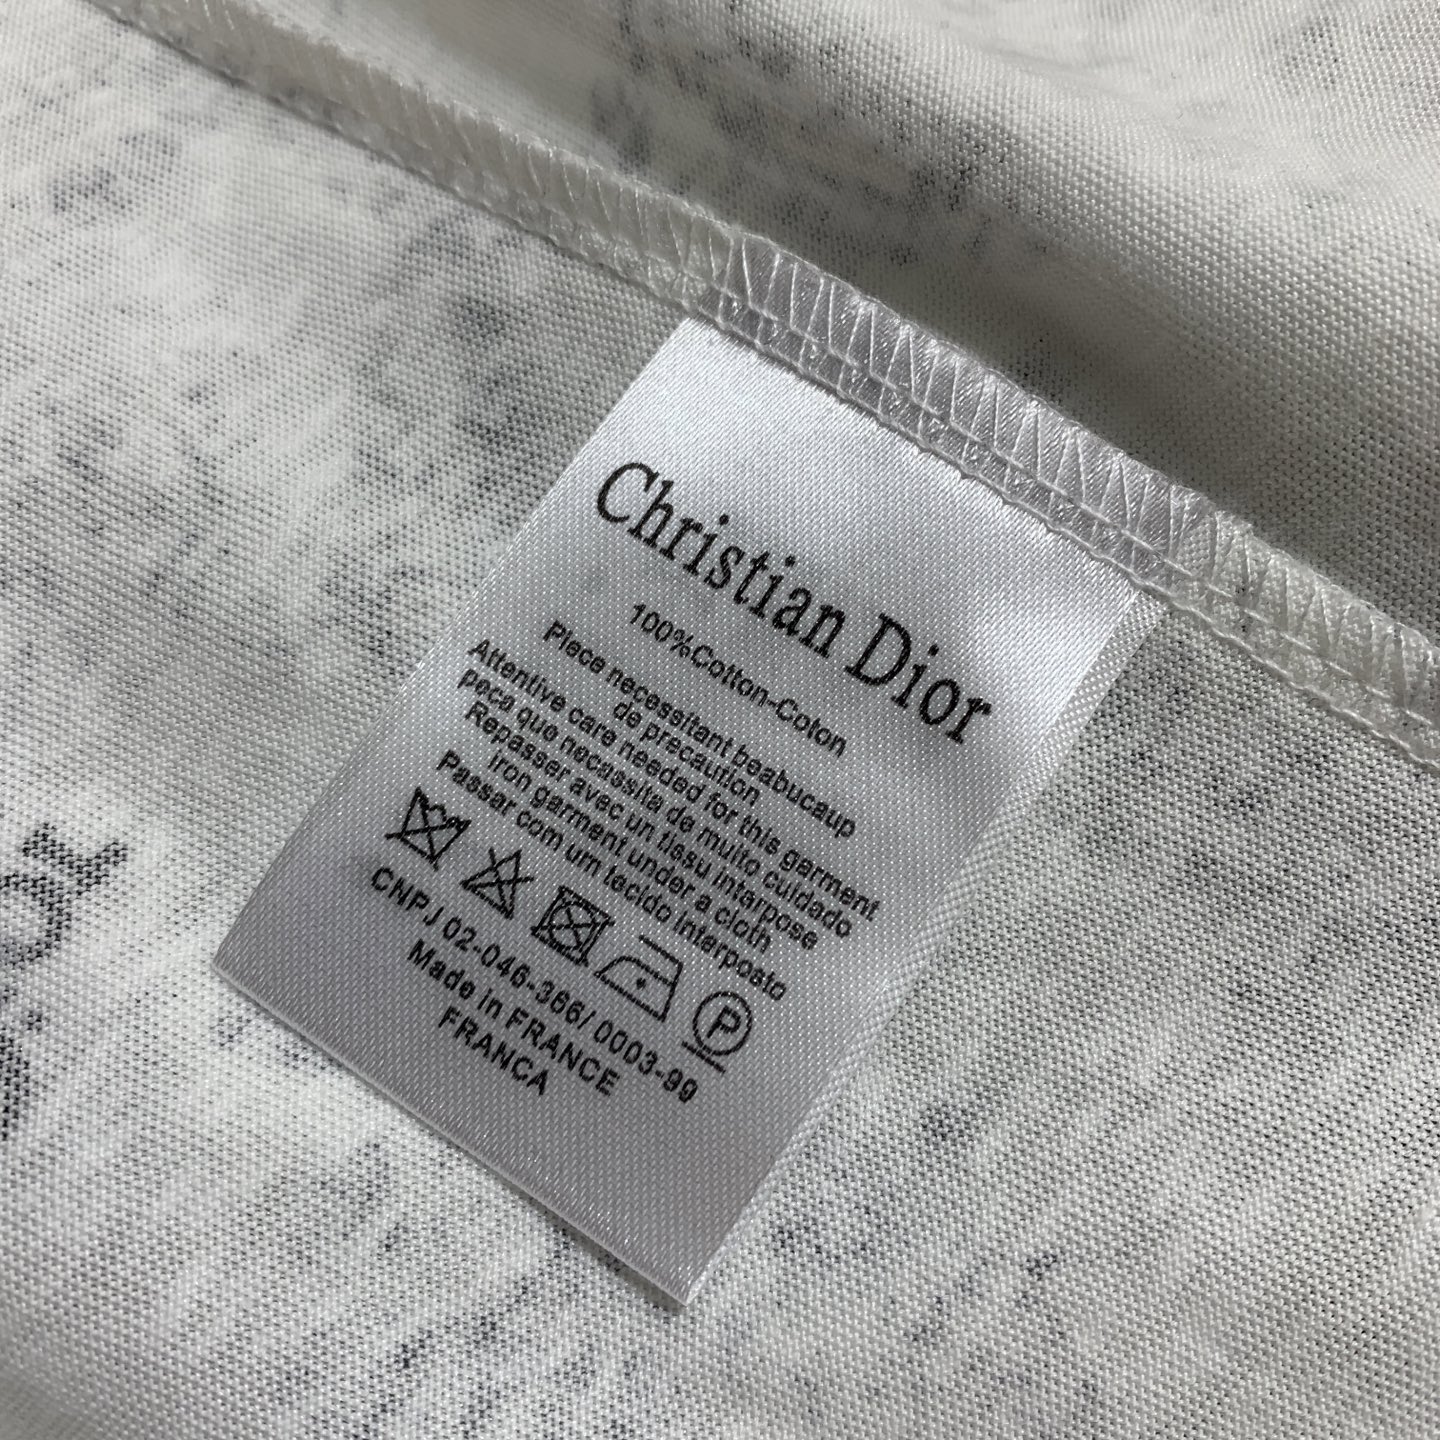 Christian Dior
100%Cotton-Coton
Piece necessitant beabucaup
de precaution
Attentive care needed for this garment
peca que necassita de muito cuidado
Repasser avec un tissu interpose
iron garment under a cloth
Passar com um tecido interposto
P
CNPJ 02-046-366/ 0003-99
Made in FRANCE
FRANCA